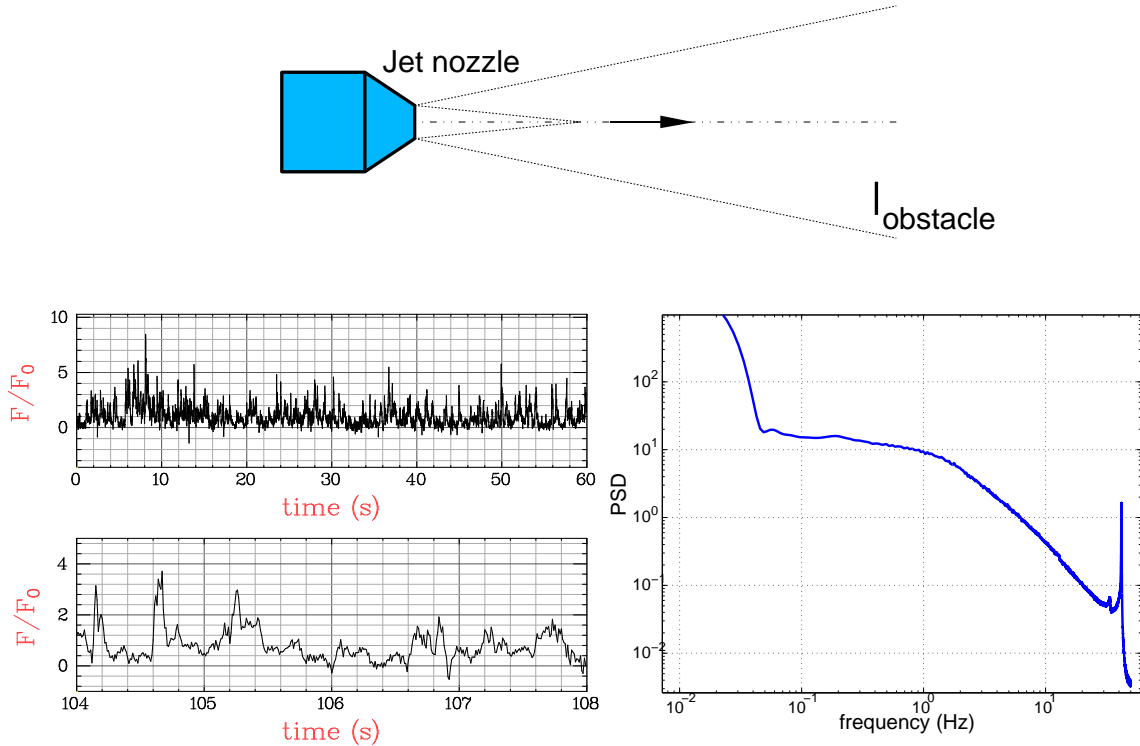 Jet nozzle
I obstacle
F/F0
10
5
0
0 10 20 30 40 50 60
time (s)
F/F0
4
2
0
104 105 106 107 108
time (s)
PSD
10^2
10^1
10^0
10^-1
10^-2
10^-2 10^-1 10^0 10^1
frequency (Hz)